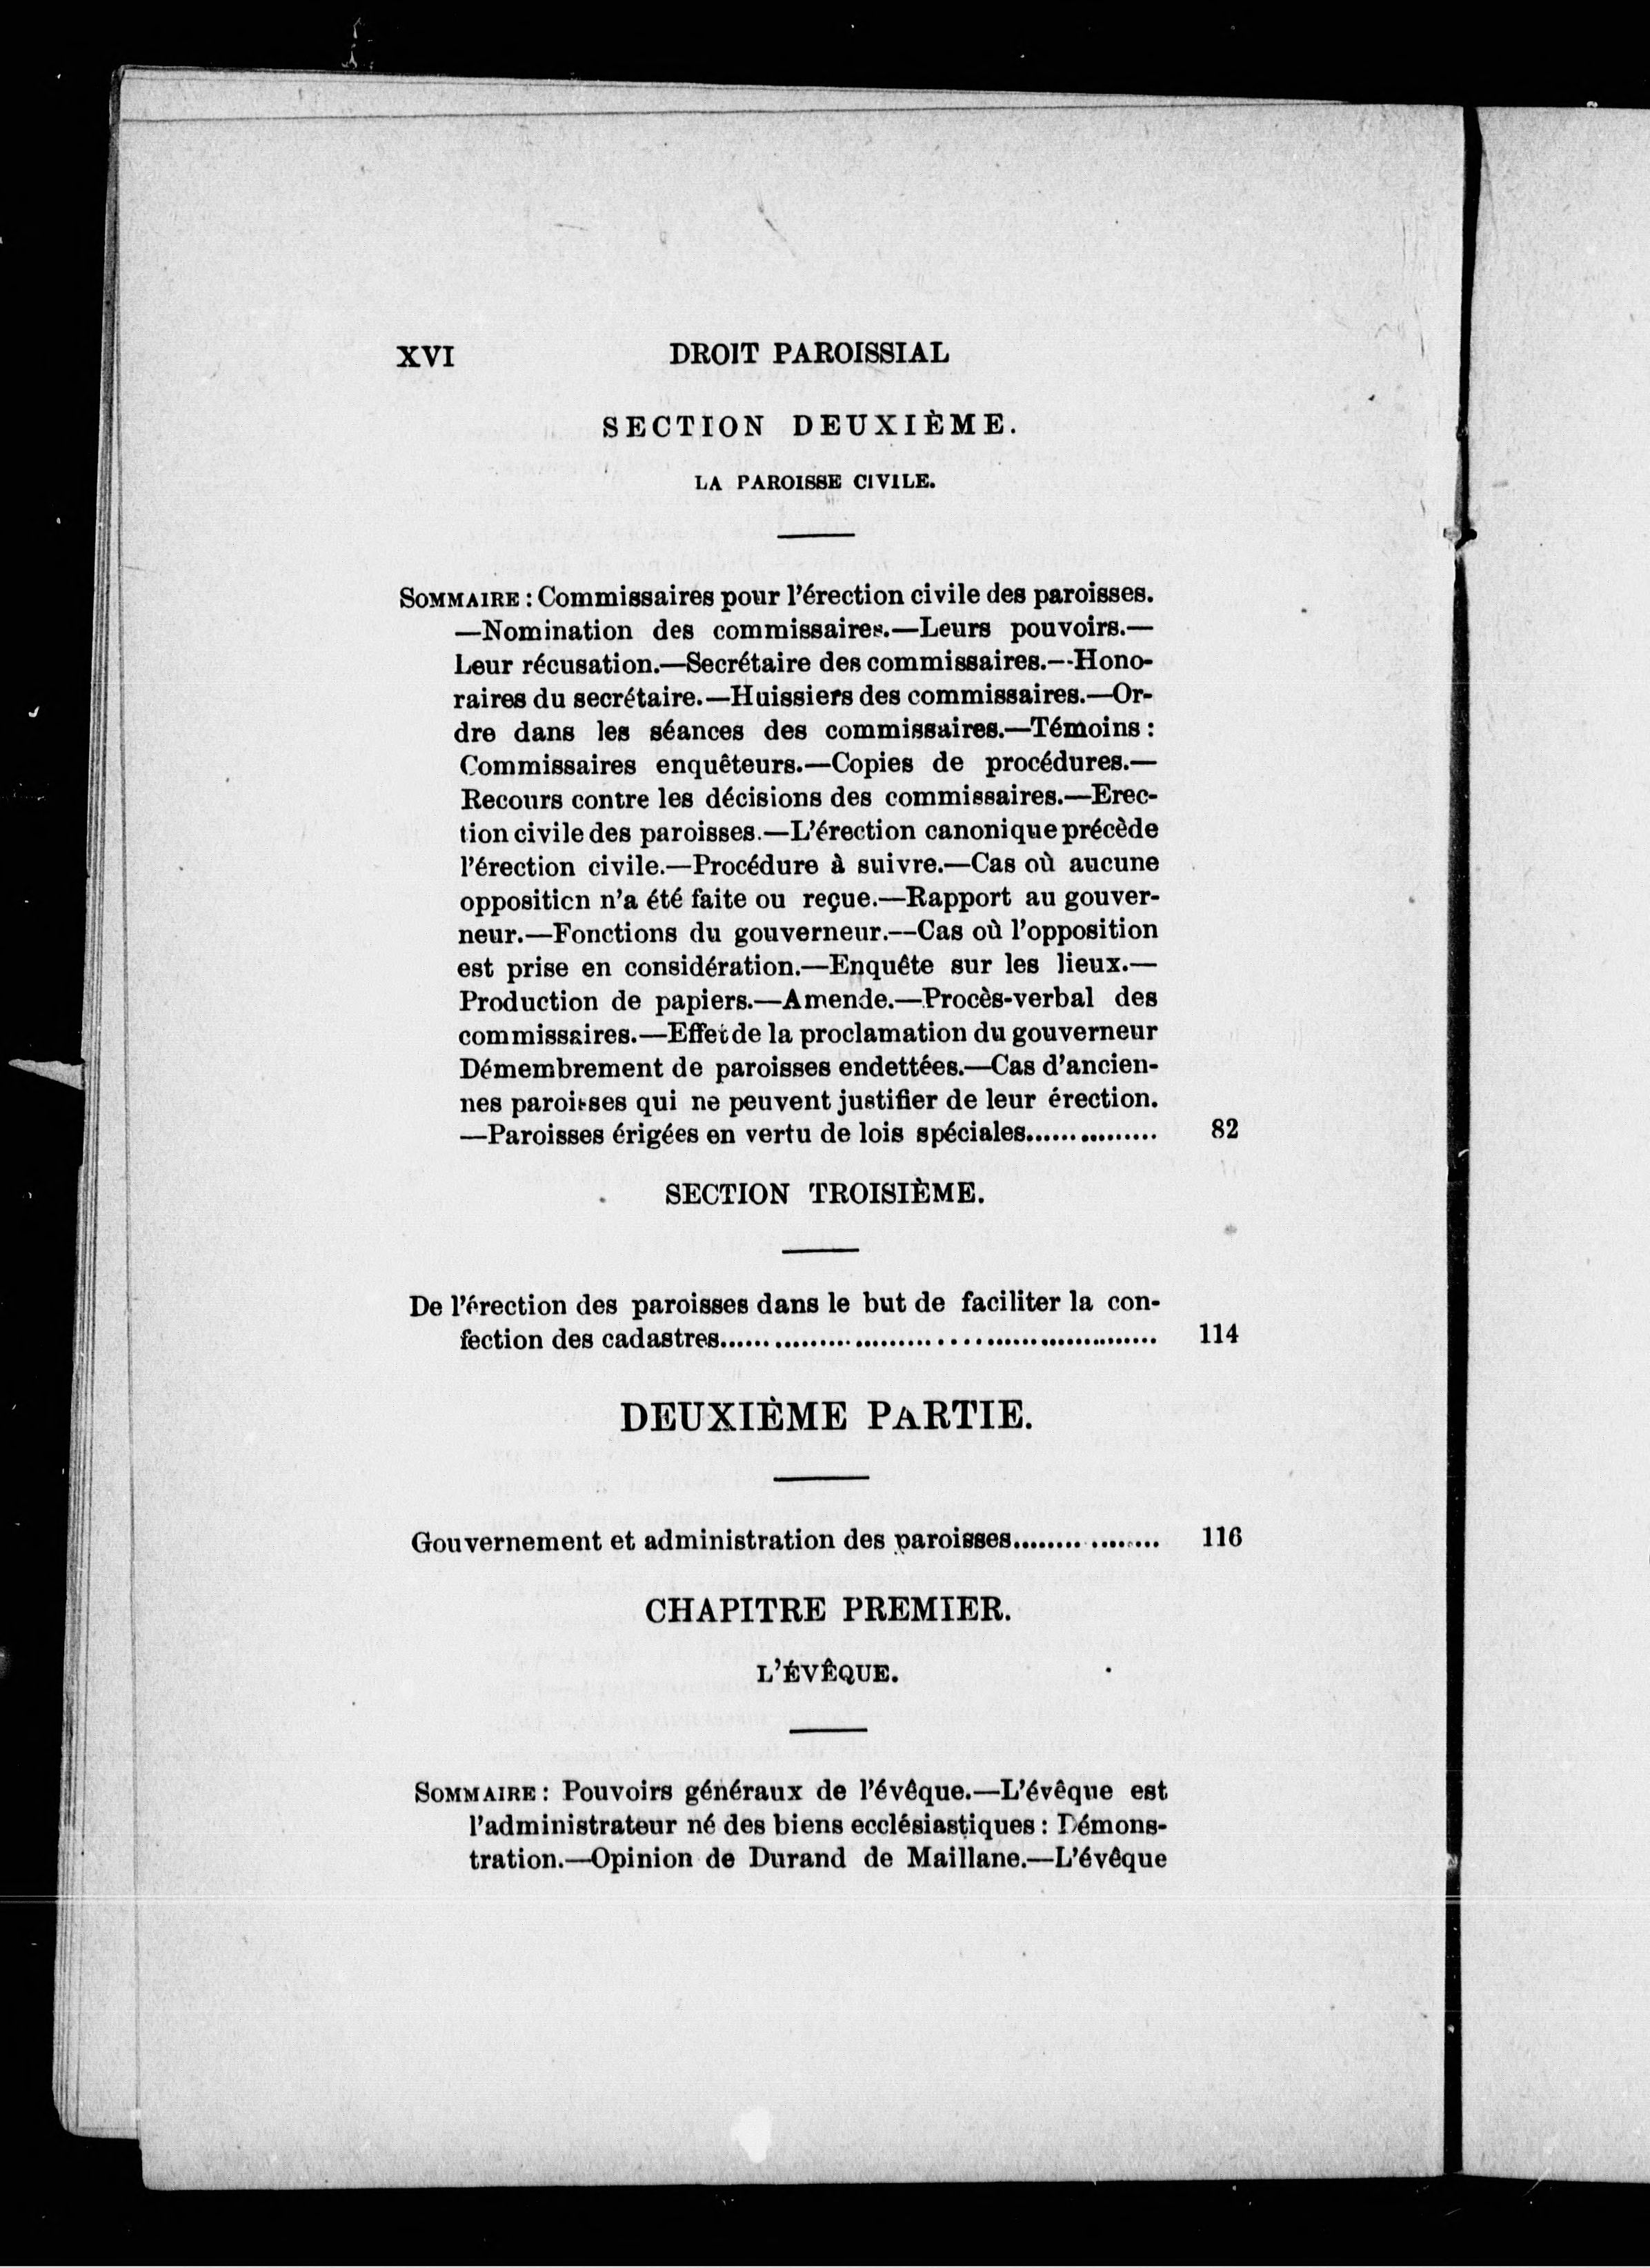 XVI DROIT PAROISSIAL
SECTION DEUXIÈME.
LA PAROISSE CIVILE.
SOMMAIRE : Commissaires pour l'érection civile des paroisses.
—Nomination des commissaires.—Leurs pouvoirs.—
Leur récusation.—Secrétaire des commissaires.—Hono-
raires du secrétaire.—Huissiers des commissaires.—Or-
dre dans les séances des commissaires.—Témoins :
Commissaires enquêteurs.—Copies de procédures.—
Recours contre les décisions des commissaires.—Erec-
tion civile des paroisses.—L'érection canonique précède
l'érection civile.—Procédure à suivre.—Cas où aucune
opposition n'a été faite ou reçue.—Rapport au gouver-
neur.—Fonctions du gouverneur.—Cas où l'opposition
est prise en considération.—Enquête sur les lieux.—
Production de papiers.—Amende.—Procès-verbal des
commissaires.—Effet de la proclamation du gouverneur
Démembrement de paroisses endettées.—Cas d'ancien-
nes paroisses qui ne peuvent justifier de leur érection.
—Paroisses érigées en vertu de lois spéciales............... 82
SECTION TROISIÈME.
De l'érection des paroisses dans le but de faciliter la con-
fection des cadastres.................................................. 114
DEUXIÈME PARTIE.
Gouvernement et administration des paroisses................ 116
CHAPITRE PREMIER.
L'ÉVÊQUE.
SOMMAIRE : Pouvoirs généraux de l'évêque.—L'évêque est
l'administrateur né des biens ecclésiastiques : Démons-
tration.—Opinion de Durand de Maillane.—L'évêque